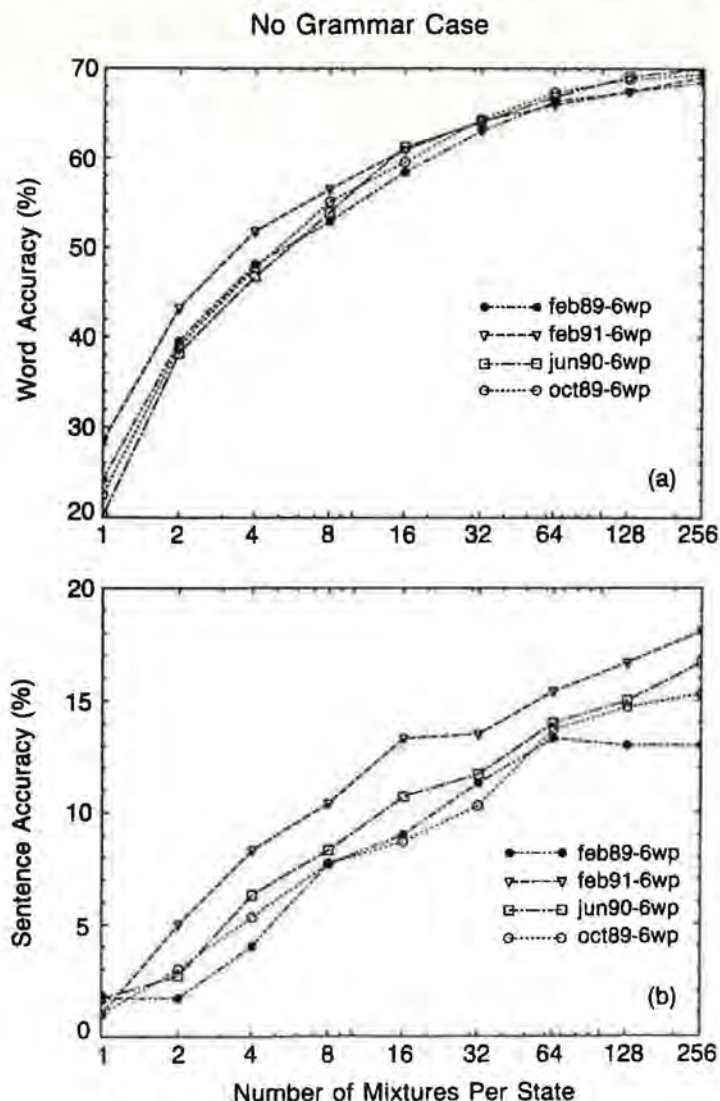 No Grammar Case
70
60
50
40
30
20
Word Accuracy (%)
feb89-6wp
feb91-6wp
jun90-6wp
oct89-6wp
(a)
1 2 4 8 16 32 64 128 256
20
15
10
5
0
Sentence Accuracy (%)
feb89-6wp
feb91-6wp
jun90-6wp
oct89-6wp
(b)
1 2 4 8 16 32 64 128 256
Number of Mixtures Per State